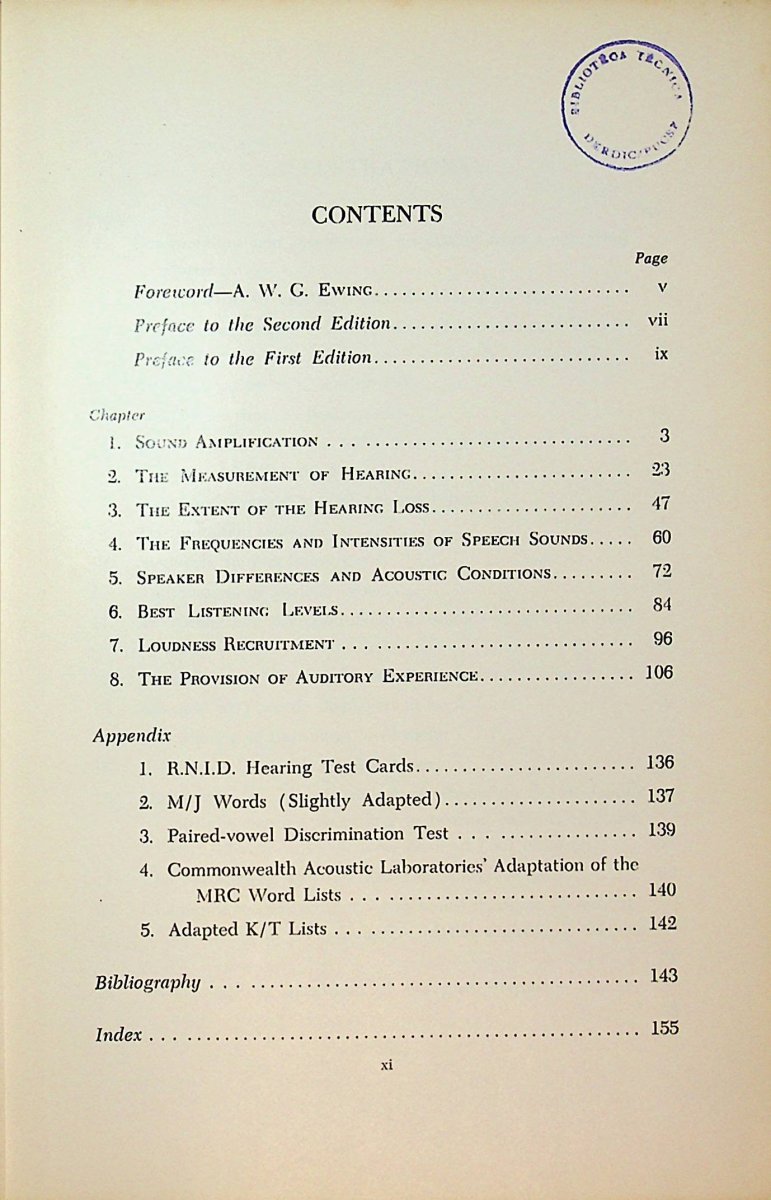 BIBLIOTECA TÉCNICA
DERDIC/PUCSP
CONTENTS
Page
Foreword—A. W. G. EWING............................ v
Preface to the Second Edition........................... vii
Preface to the First Edition............................. ix
Chapter
1. SOUND AMPLIFICATION ................................ 3
2. THE MEASUREMENT OF HEARING........................ 23
3. THE EXTENT OF THE HEARING LOSS...................... 47
4. THE FREQUENCIES AND INTENSITIES OF SPEECH SOUNDS..... 60
5. SPEAKER DIFFERENCES AND ACOUSTIC CONDITIONS......... 72
6. BEST LISTENING LEVELS................................ 84
7. LOUDNESS RECRUITMENT ............................... 96
8. THE PROVISION OF AUDITORY EXPERIENCE................. 106
Appendix
1. R.N.I.D. Hearing Test Cards......................... 136
2. M/J Words (Slightly Adapted)...................... 137
3. Paired-vowel Discrimination Test .................. 139
4. Commonwealth Acoustic Laboratories' Adaptation of the
MRC Word Lists .............................. 140
5. Adapted K/T Lists ................................ 142
Bibliography ............................................ 143
Index .................................................. 155
xi